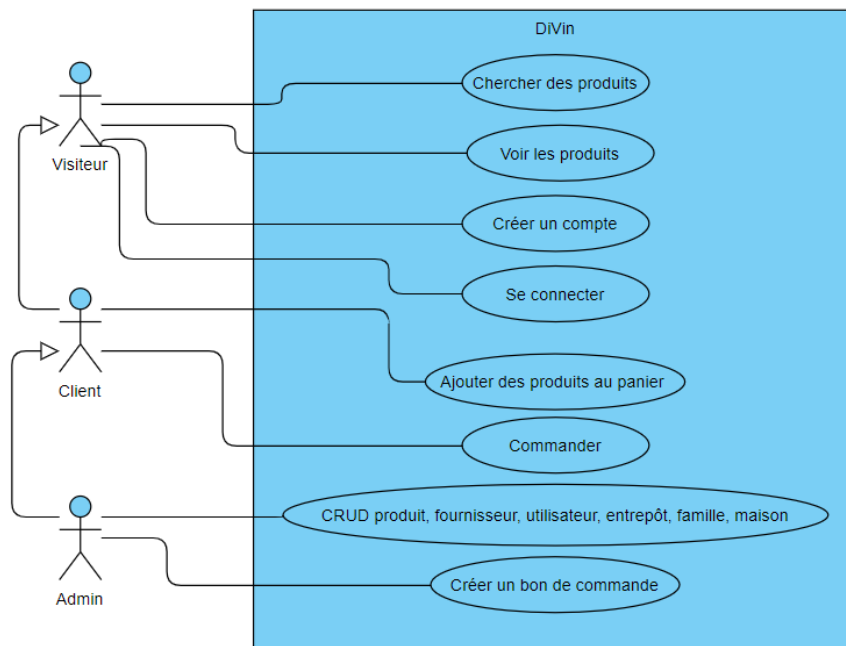 DiVin
Chercher des produits
Voir les produits
Visiteur
Créer un compte
Se connecter
Ajouter des produits au panier
Client
Commander
CRUD produit, fournisseur, utilisateur, entrepôt, famille, maison
Créer un bon de commande
Admin